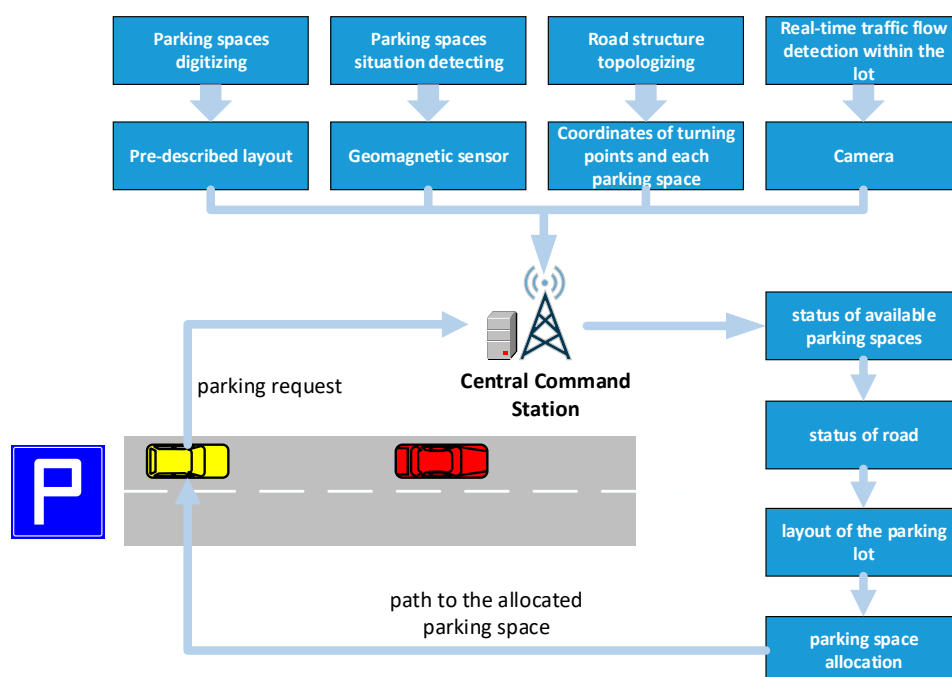 Parking spaces
digitizing
Parking spaces
situation detecting
Road structure
topologizing
Real-time traffic flow
detection within the
lot
Pre-described layout
Geomagnetic sensor
Coordinates of turning
points and each
parking space
Camera
status of available
parking spaces
parking request
Central Command
Station
status of road
P
layout of the parking
lot
path to the allocated
parking space
parking space
allocation